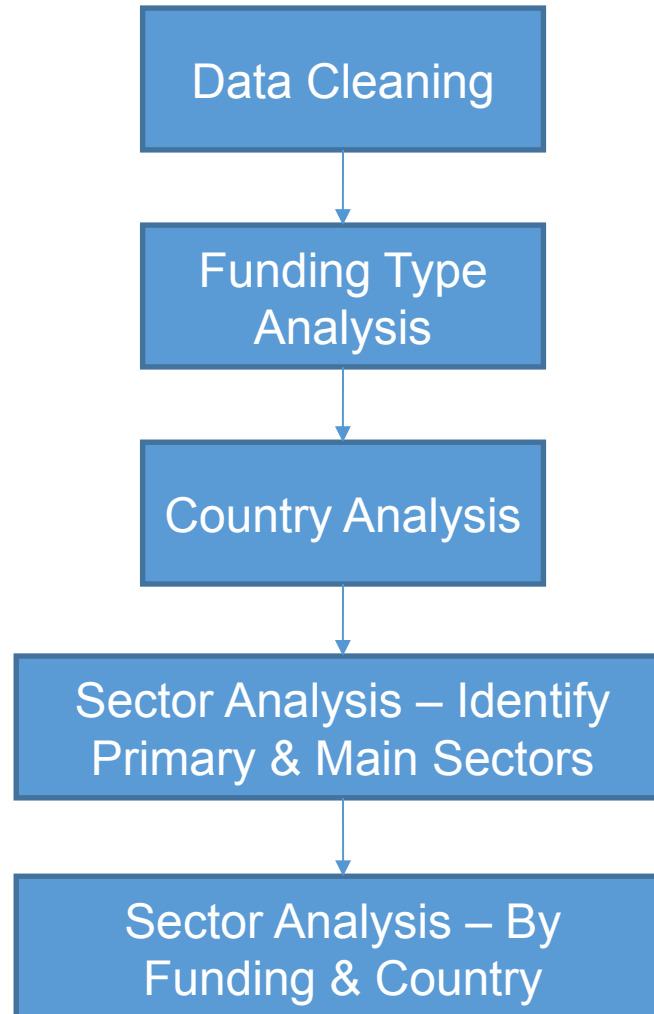 Data Cleaning
Funding Type
Analysis
Country Analysis
Sector Analysis – Identify
Primary & Main Sectors
Sector Analysis – By
Funding & Country